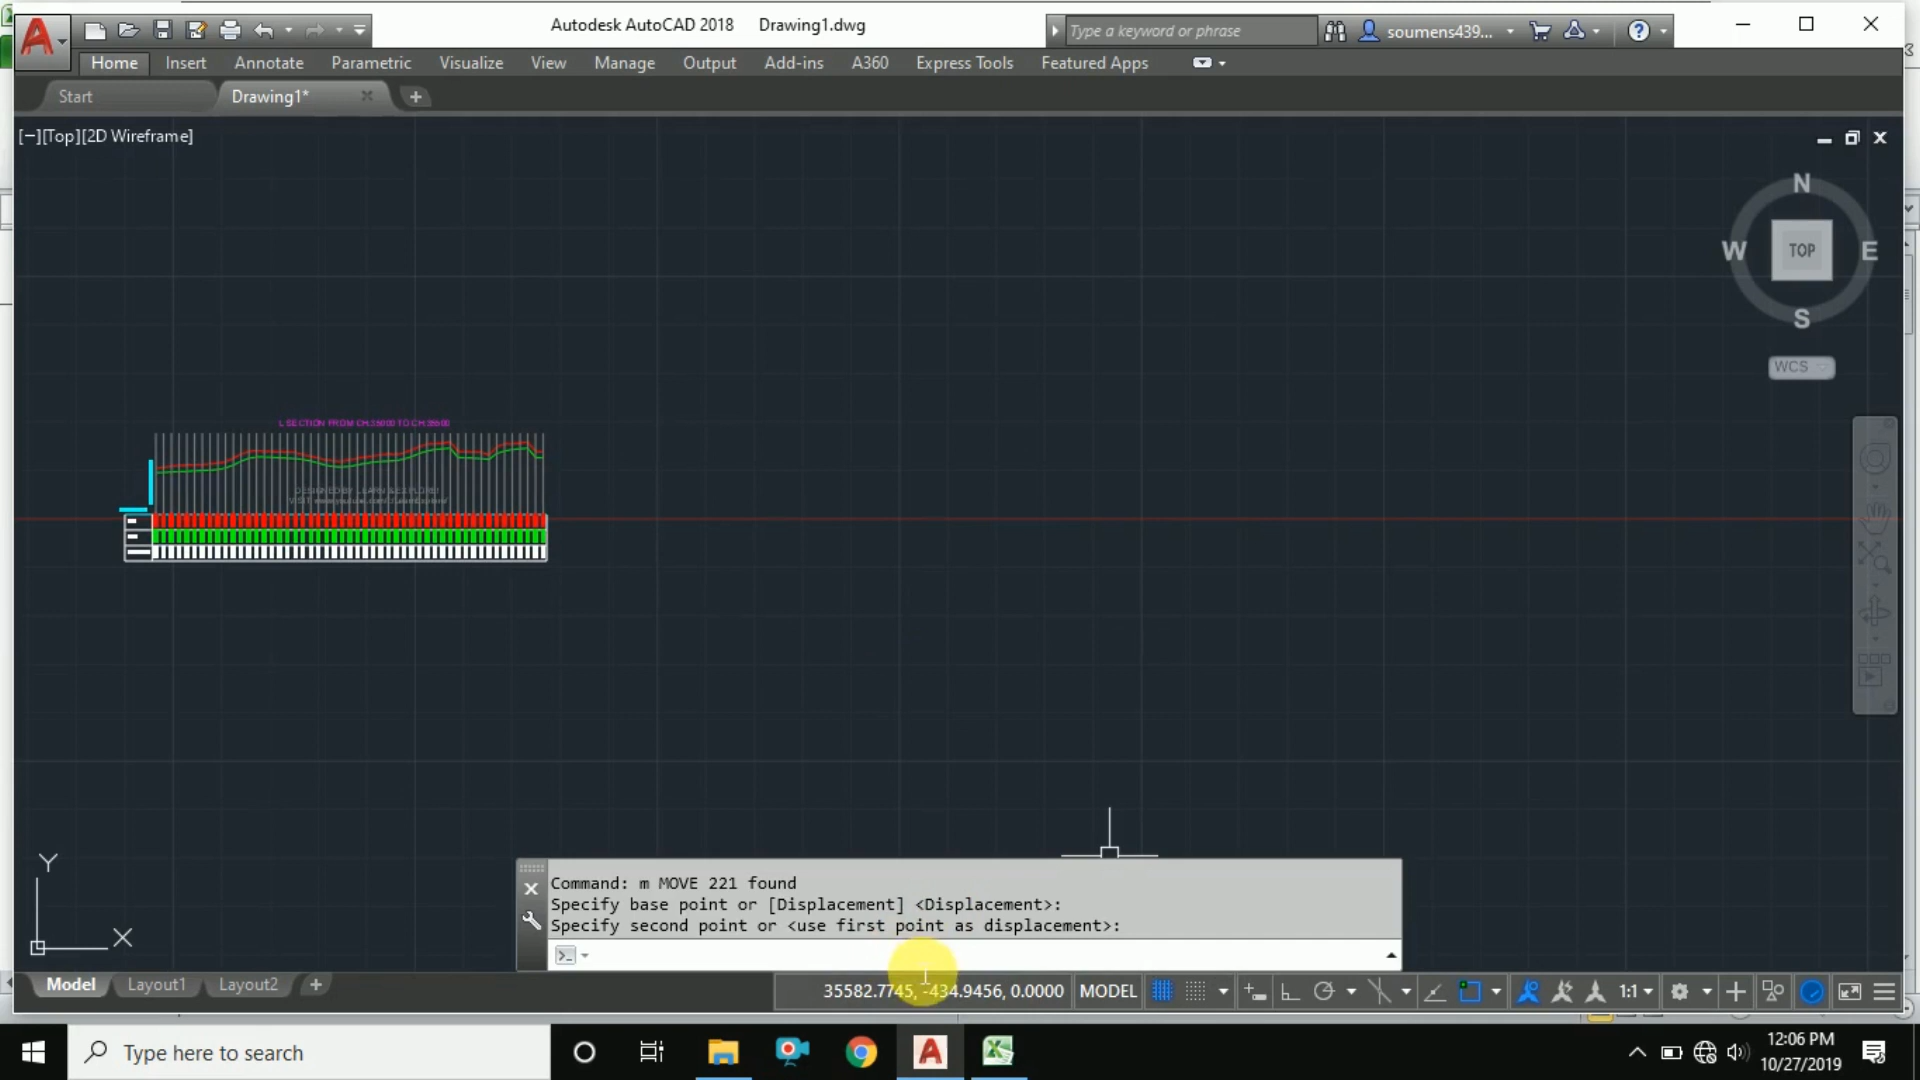 Autodesk AutoCAD 2018 Drawing1.dwg
Type a keyword or phrase
soumens439...
Home Insert Annotate Parametric Visualize View Manage Output Add-ins A360 Express Tools Featured Apps
Start Drawing1*
[−][Top][2D Wireframe]
N
W TOP E
S
WCS
L SECTION FROM
Y
X
Command: m MOVE 221 found
Specify base point or [Displacement] <Displacement>:
Specify second point or <use first point as displacement>:
Model Layout1 Layout2
35582.7745, -434.9456, 0.0000 MODEL 1:1
Type here to search
12:06 PM
10/27/2019